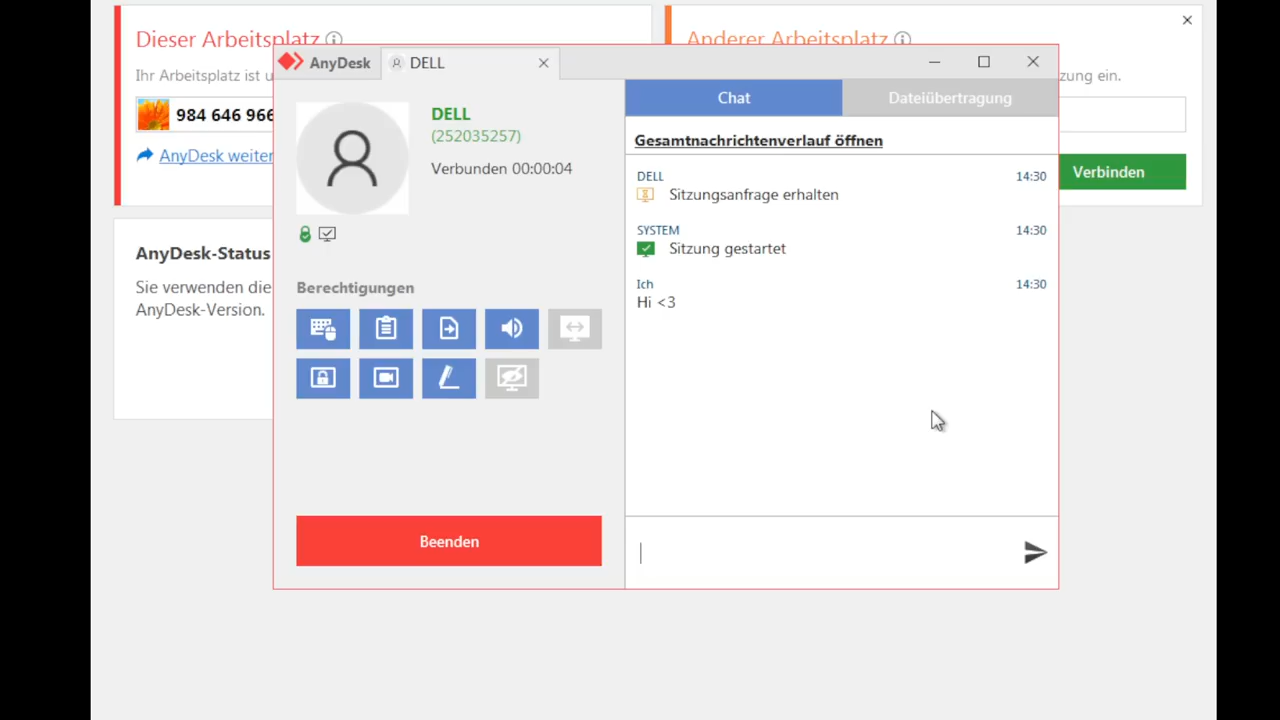 Dieser Arbeitsplatz
Anderer Arbeitsplatz
AnyDesk
DELL
Ihr Arbeitsplatz ist
zung ein.
984 646 966
AnyDesk weiter
Verbinden
AnyDesk-Status
Sie verwenden die
AnyDesk-Version.
DELL
(252035257)
Verbunden 00:00:04
Berechtigungen
Beenden
Chat
Dateiübertragung
Gesamtnachrichtenverlauf öffnen
DELL 14:30
Sitzungsanfrage erhalten
SYSTEM 14:30
Sitzung gestartet
Ich 14:30
Hi <3